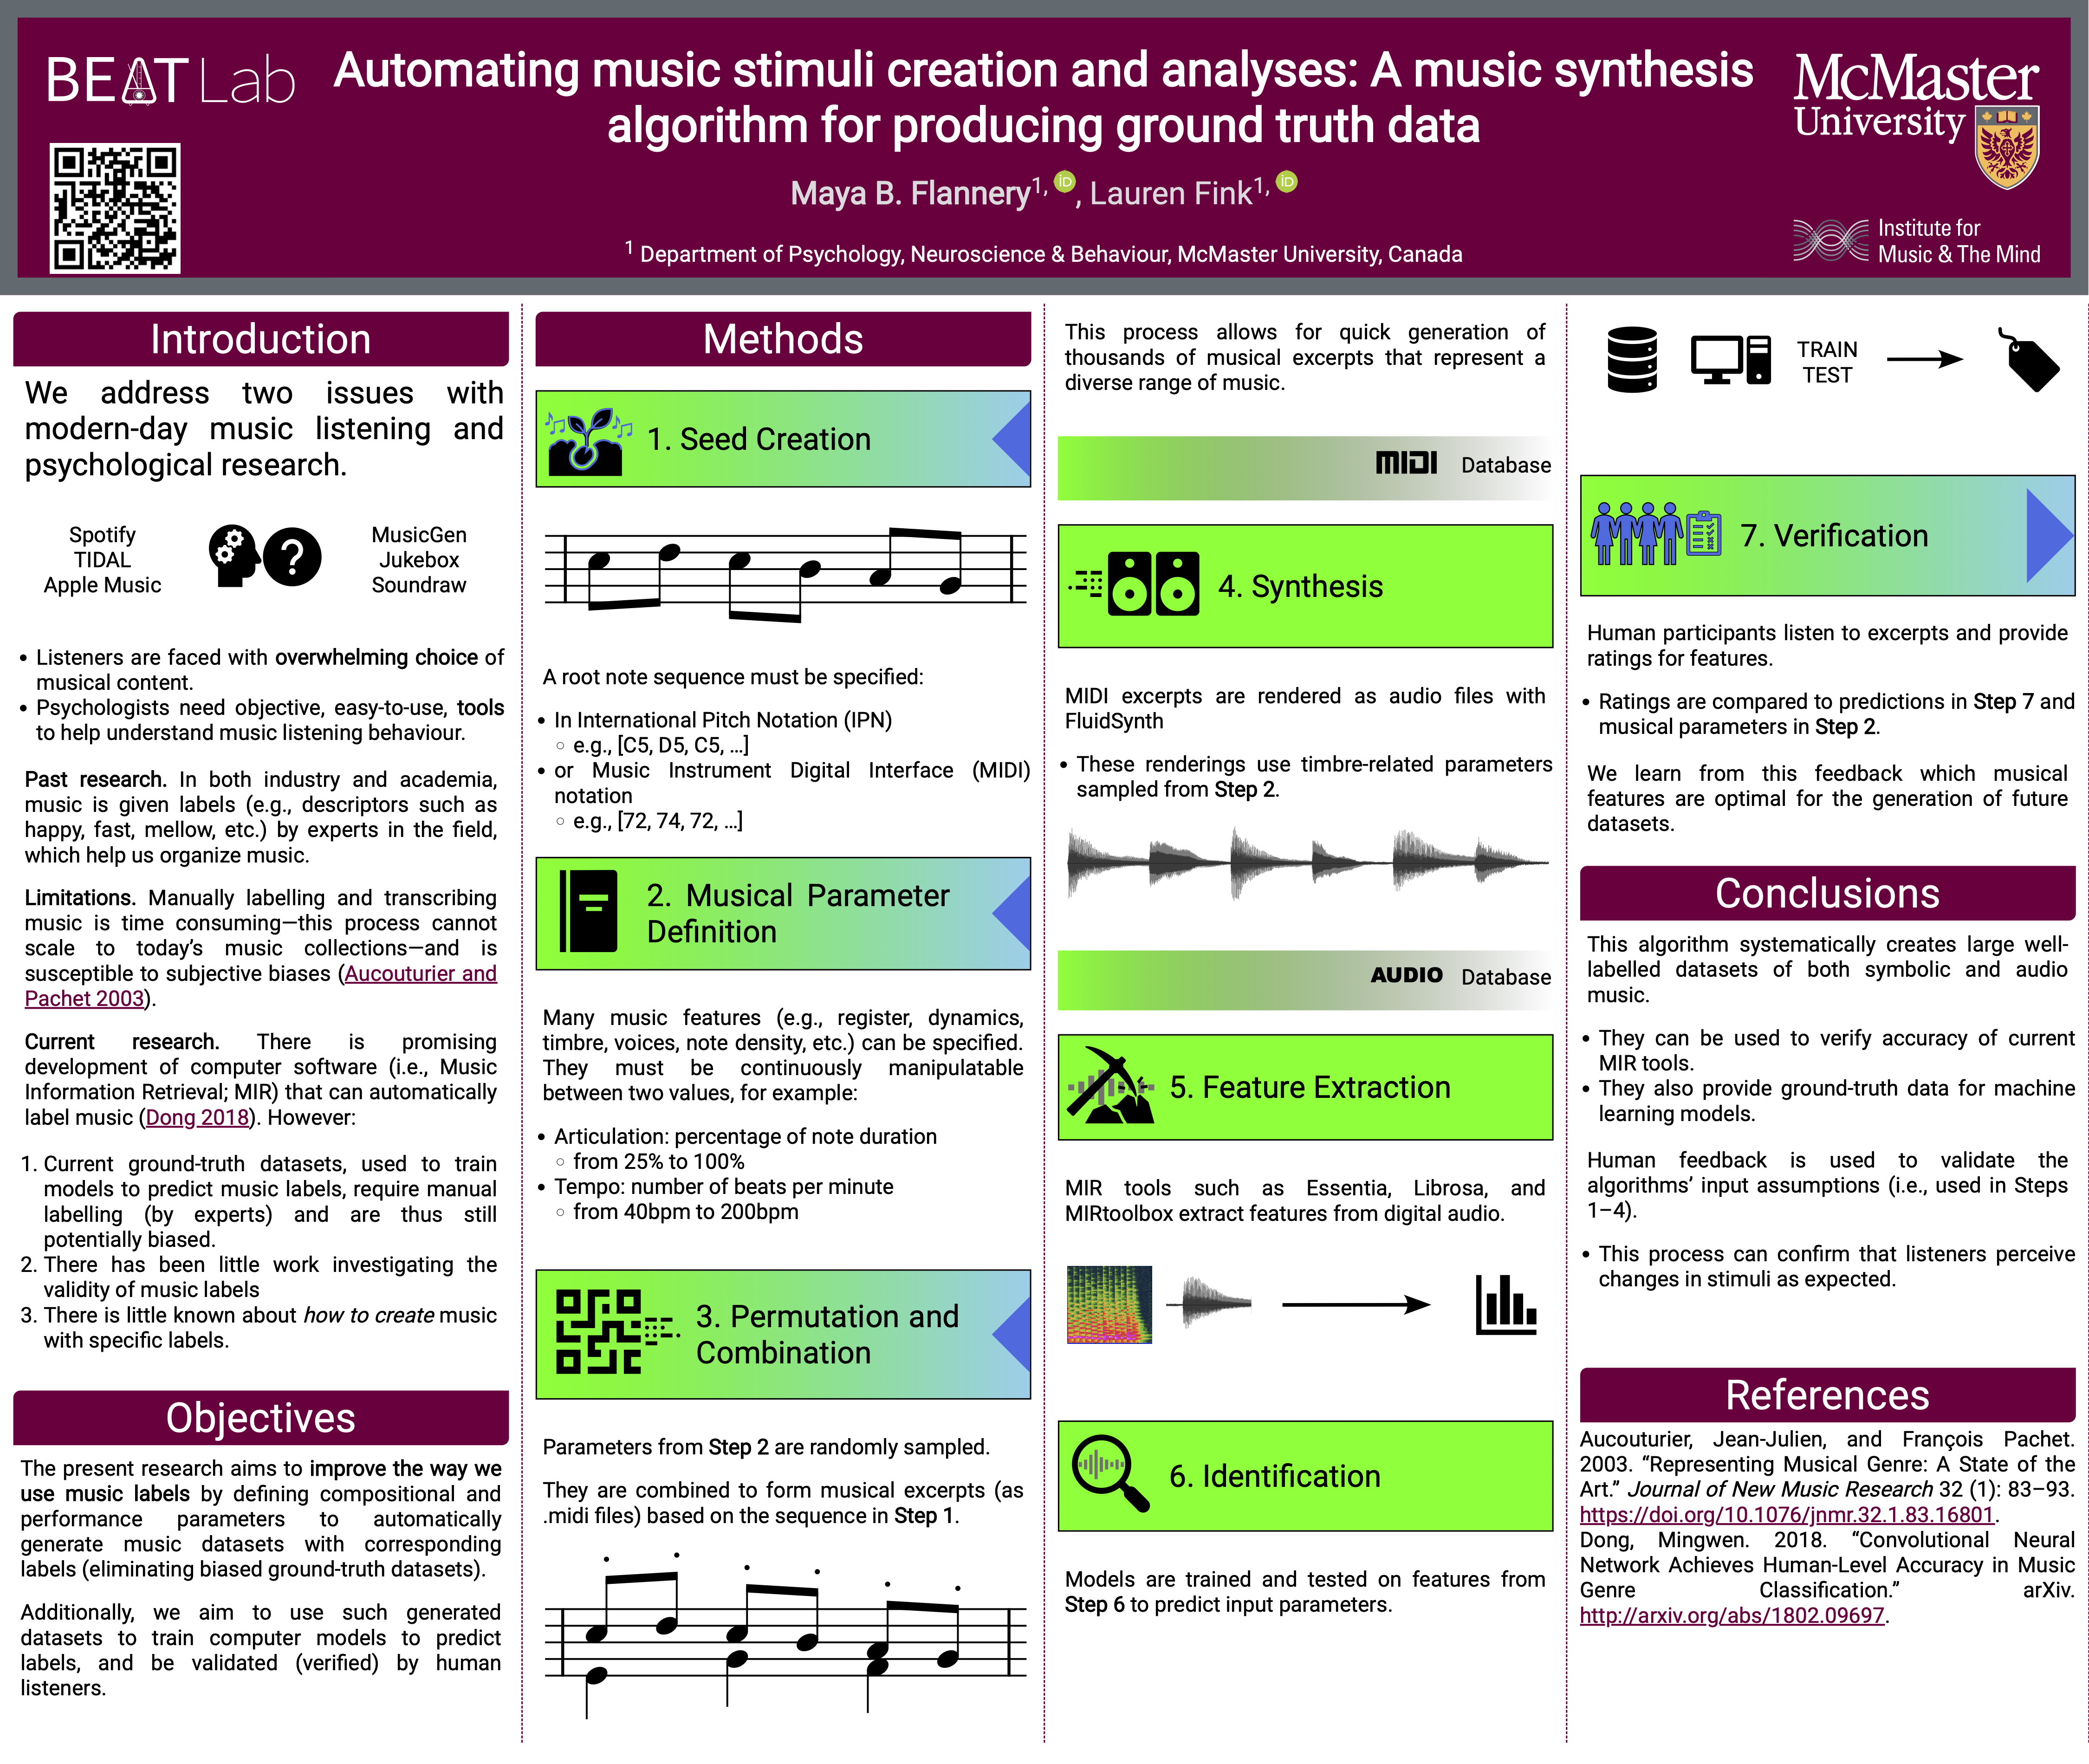 BEAT Lab
Automating music stimuli creation and analyses: A music synthesis
algorithm for producing ground truth data
Maya B. Flannery1, iD, Lauren Fink1, iD
1 Department of Psychology, Neuroscience & Behaviour, McMaster University, Canada
McMaster
University
Institute for
Music & The Mind
Introduction
We address two issues with
modern-day music listening and
psychological research.
Spotify
TIDAL
Apple Music
?
MusicGen
Jukebox
Soundraw
• Listeners are faced with overwhelming choice of
musical content.
• Psychologists need objective, easy-to-use, tools
to help understand music listening behaviour.
Past research. In both industry and academia,
music is given labels (e.g., descriptors such as
happy, fast, mellow, etc.) by experts in the field,
which help us organize music.
Limitations. Manually labelling and transcribing
music is time consuming—this process cannot
scale to today's music collections—and is
susceptible to subjective biases (Aucouturier and
Pachet 2003).
Current research. There is promising
development of computer software (i.e., Music
Information Retrieval; MIR) that can automatically
label music (Dong 2018). However:
1. Current ground-truth datasets, used to train
models to predict music labels, require manual
labelling (by experts) and are thus still
potentially biased.
2. There has been little work investigating the
validity of music labels
3. There is little known about how to create music
with specific labels.
Objectives
The present research aims to improve the way we
use music labels by defining compositional and
performance parameters to automatically
generate music datasets with corresponding
labels (eliminating biased ground-truth datasets).
Additionally, we aim to use such generated
datasets to train computer models to predict
labels, and be validated (verified) by human
listeners.
Methods
1. Seed Creation
A root note sequence must be specified:
• In International Pitch Notation (IPN)
○ e.g., [C5, D5, C5, …]
• or Music Instrument Digital Interface (MIDI)
notation
○ e.g., [72, 74, 72, …]
2. Musical Parameter
Definition
Many music features (e.g., register, dynamics,
timbre, voices, note density, etc.) can be specified.
They must be continuously manipulatable
between two values, for example:
• Articulation: percentage of note duration
○ from 25% to 100%
• Tempo: number of beats per minute
○ from 40bpm to 200bpm
3. Permutation and
Combination
Parameters from Step 2 are randomly sampled.
They are combined to form musical excerpts (as
.midi files) based on the sequence in Step 1.
This process allows for quick generation of
thousands of musical excerpts that represent a
diverse range of music.
MIDI Database
4. Synthesis
MIDI excerpts are rendered as audio files with
FluidSynth
• These renderings use timbre-related parameters
sampled from Step 2.
AUDIO Database
5. Feature Extraction
MIR tools such as Essentia, Librosa, and
MIRtoolbox extract features from digital audio.
6. Identification
Models are trained and tested on features from
Step 6 to predict input parameters.
TRAIN
TEST
7. Verification
Human participants listen to excerpts and provide
ratings for features.
• Ratings are compared to predictions in Step 7 and
musical parameters in Step 2.
We learn from this feedback which musical
features are optimal for the generation of future
datasets.
Conclusions
This algorithm systematically creates large well-
labelled datasets of both symbolic and audio
music.
• They can be used to verify accuracy of current
MIR tools.
• They also provide ground-truth data for machine
learning models.
Human feedback is used to validate the
algorithms' input assumptions (i.e., used in Steps
1–4).
• This process can confirm that listeners perceive
changes in stimuli as expected.
References
Aucouturier, Jean-Julien, and François Pachet.
2003. “Representing Musical Genre: A State of the
Art.” Journal of New Music Research 32 (1): 83–93.
https://doi.org/10.1076/jnmr.32.1.83.16801.
Dong, Mingwen. 2018. “Convolutional Neural
Network Achieves Human-Level Accuracy in Music
Genre Classification.” arXiv.
http://arxiv.org/abs/1802.09697.